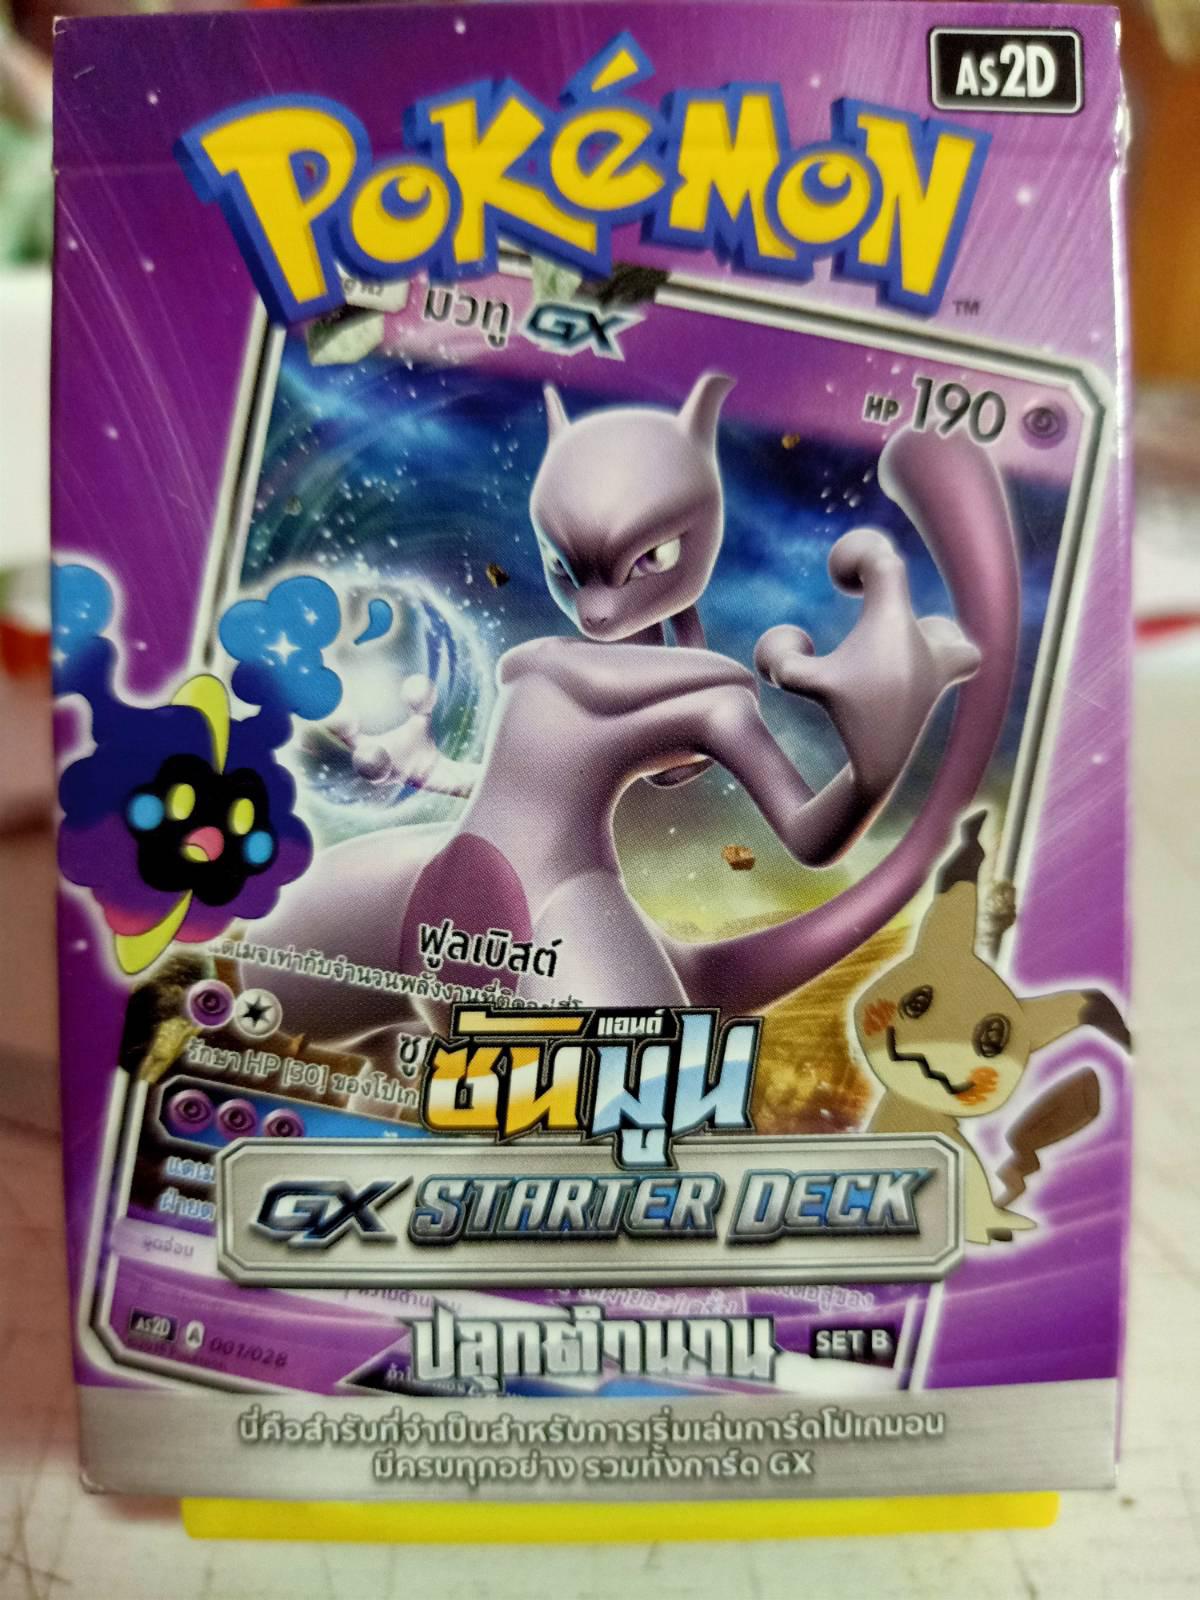 AS2D
POKÉMON
TM
มิวทู GX
HP 190
ฟูลเบิสต์
รักษา HP [30] ของโปเก
ซันแอนด์มูน
GX STARTER DECK
AS2D A 001/028
ปลุกตำนาน
SET B
นี่คือสำรับที่จำเป็นสำหรับการเริ่มเล่นการ์ดโปเกมอน
มีครบทุกอย่าง รวมทั้งการ์ด GX